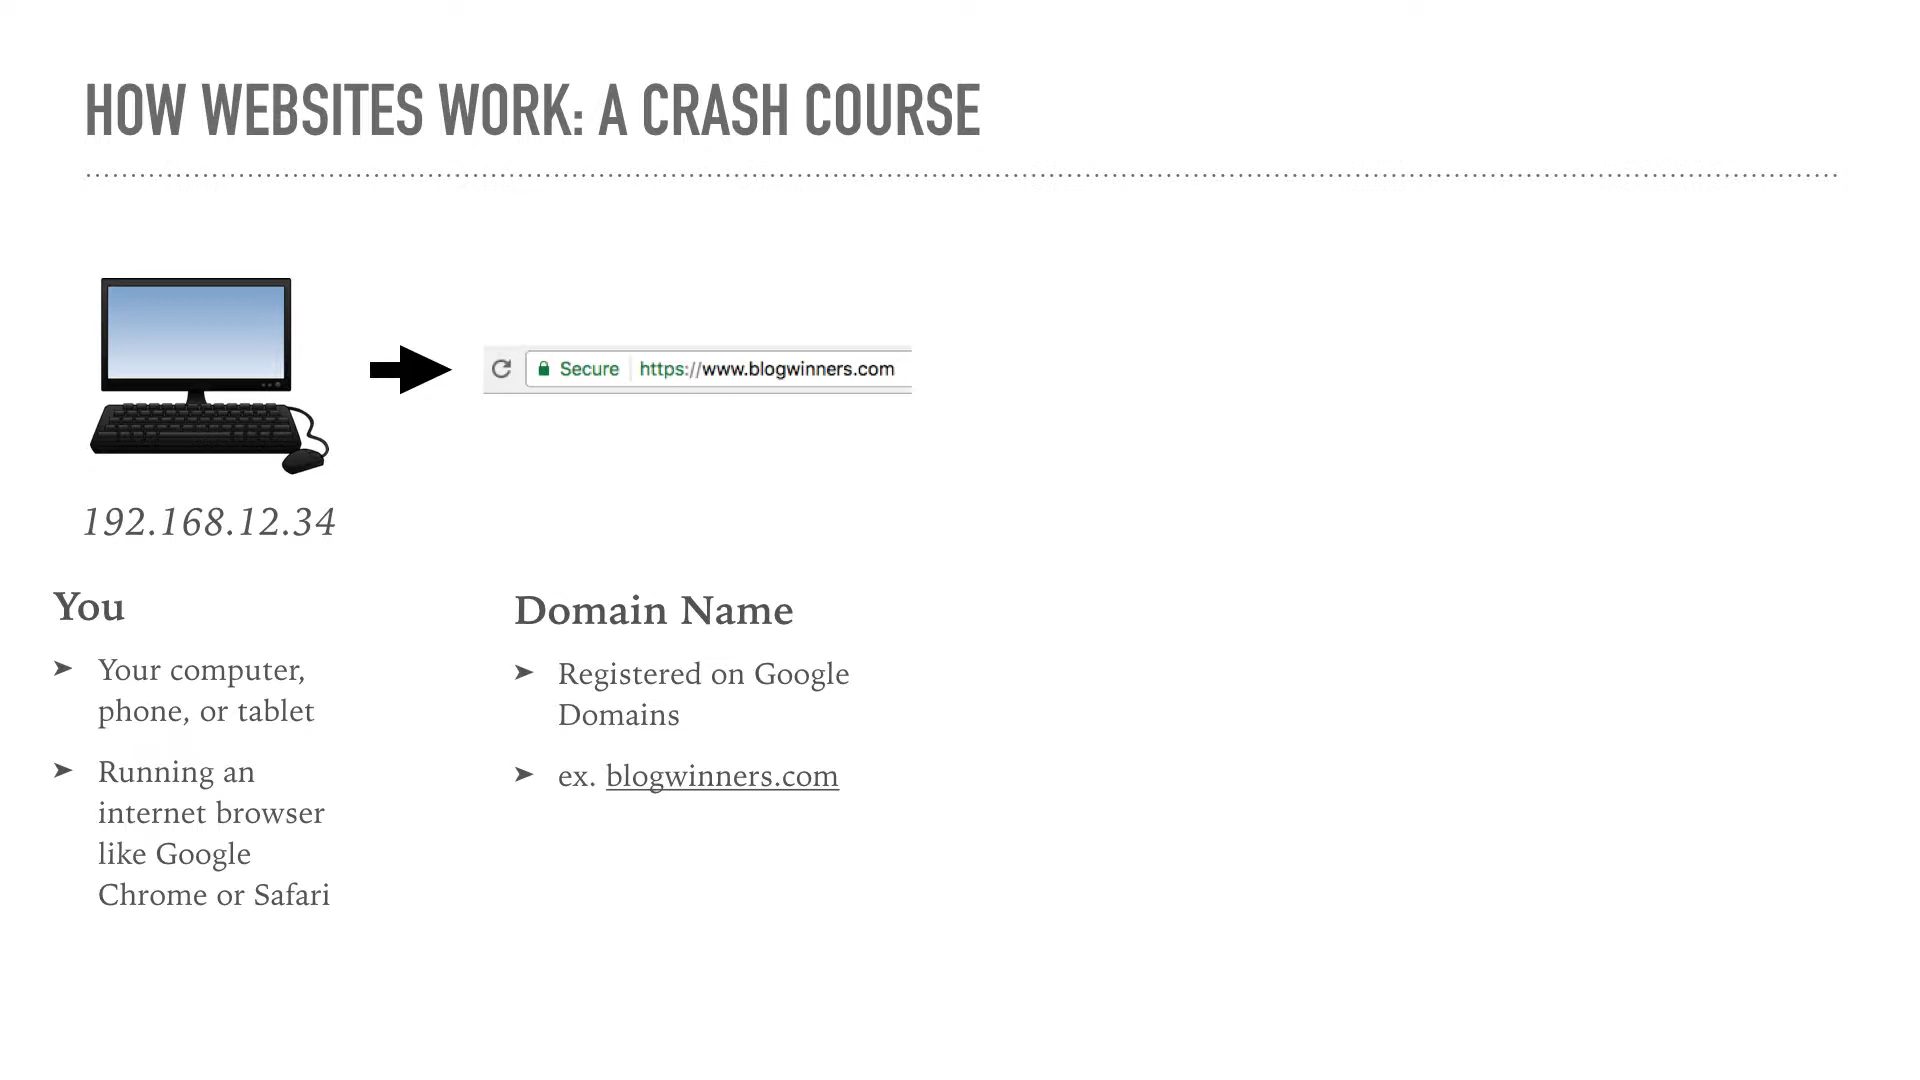 HOW WEBSITES WORK: A CRASH COURSE
Secure https://www.blogwinners.com
192.168.12.34
You
➤ Your computer,
phone, or tablet
➤ Running an
internet browser
like Google
Chrome or Safari
Domain Name
➤ Registered on Google
Domains
➤ ex. blogwinners.com